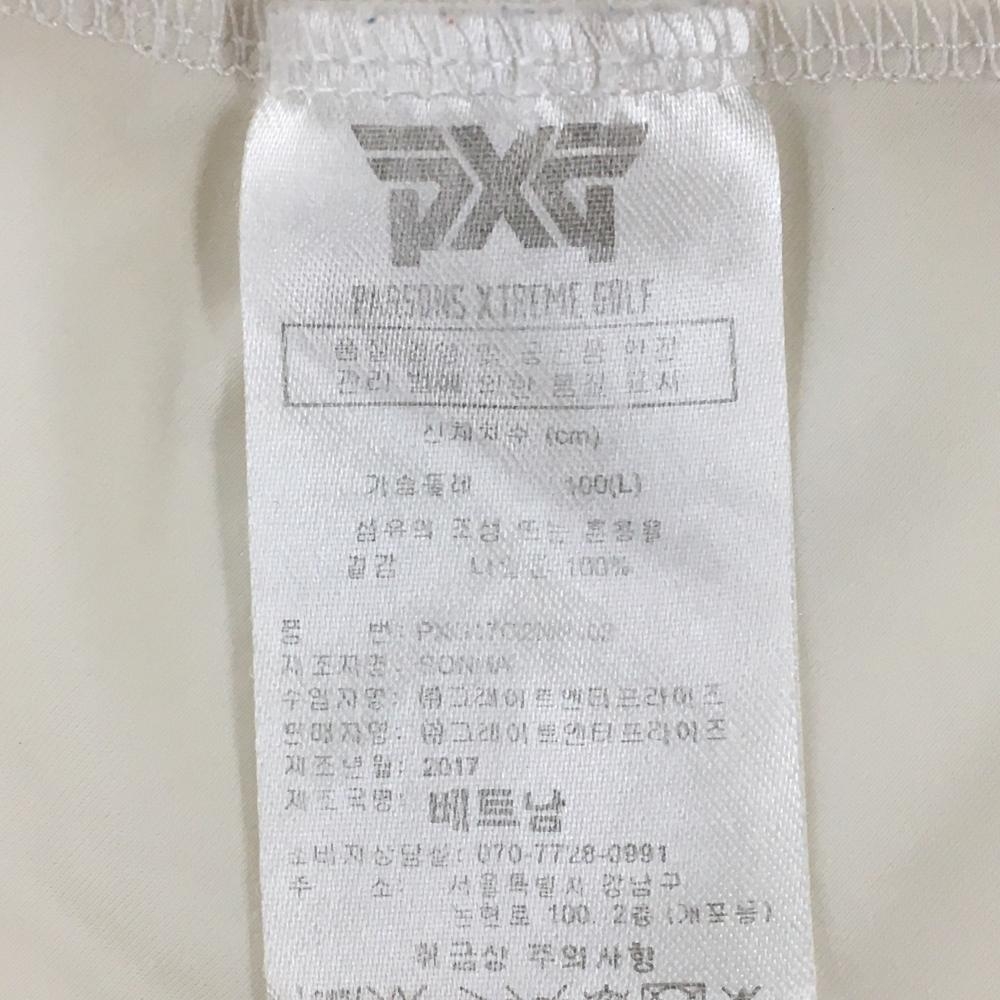 PXG
PARSONS XTREME GOLF
품질경영 및 공산품 안전
관리 법에 의한 품질 표시
신체치수 (cm)
가슴둘레 100(L)
섬유의 조성 또는 혼용율
겉감 나일론 100%
품 번:
제조자명:
수입자명: ㈜그레이트엔터프라이즈
판매자명: ㈜그레이트엔터프라이즈
제조년월: 2017
제조국명: 베트남
소비자상담실: 070-7728-0991
주 소: 서울특별시 강남구
논현로 100, 2층 (개포동)
취급상 주의사항